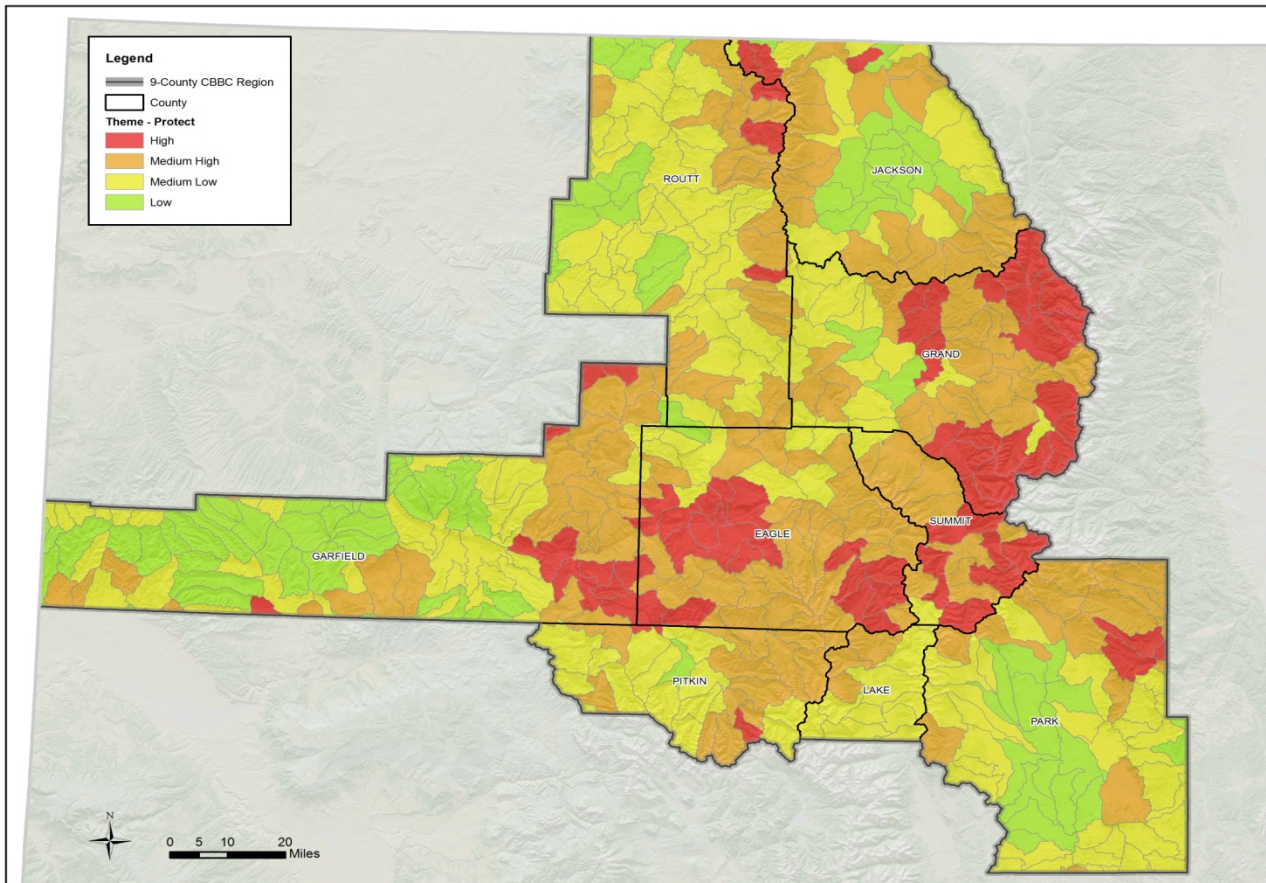 Legend
9-County CBBC Region
County
Theme - Protect
High
Medium High
Medium Low
Low
ROUTT
JACKSON
GRAND
EAGLE
SUMMIT
GARFIELD
PITKIN
LAKE
PARK
N
0 5 10 20
Miles